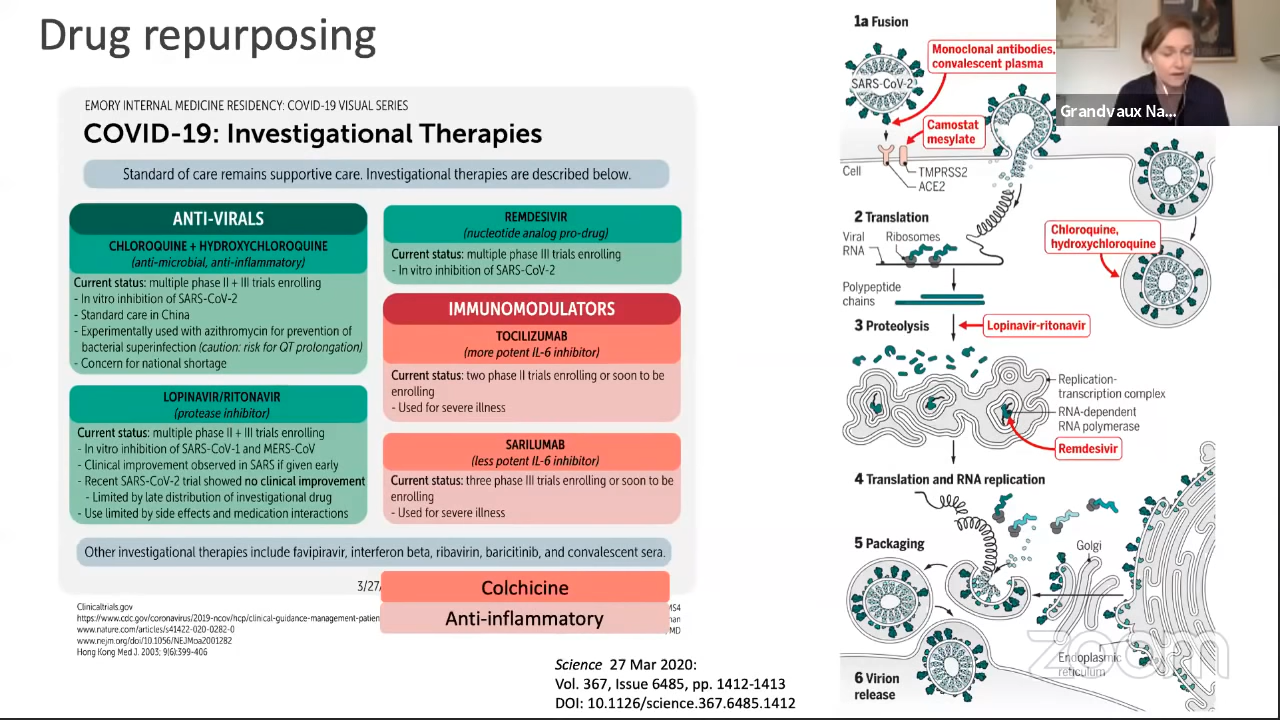 Drug repurposing
EMORY INTERNAL MEDICINE RESIDENCY: COVID-19 VISUAL SERIES
COVID-19: Investigational Therapies
Standard of care remains supportive care. Investigational therapies are described below.
ANTI-VIRALS
CHLOROQUINE + HYDROXYCHLOROQUINE
(anti-microbial, anti-inflammatory)
Current status: multiple phase II + III trials enrolling
- In vitro inhibition of SARS-CoV-2
- Standard care in China
- Experimentally used with azithromycin for prevention of
bacterial superinfection (caution: risk for QT prolongation)
- Concern for national shortage
LOPINAVIR/RITONAVIR
(protease inhibitor)
Current status: multiple phase II + III trials enrolling
- In vitro inhibition of SARS-CoV-1 and MERS-CoV
- Clinical improvement observed in SARS if given early
- Recent SARS-CoV-2 trial showed no clinical improvement
- Limited by late distribution of investigational drug
- Use limited by side effects and medication interactions
REMDESIVIR
(nucleotide analog pro-drug)
Current status: multiple phase III trials enrolling
- In vitro inhibition of SARS-CoV-2
IMMUNOMODULATORS
TOCILIZUMAB
(more potent IL-6 inhibitor)
Current status: two phase II trials enrolling or soon to be
enrolling
- Used for severe illness
SARILUMAB
(less potent IL-6 inhibitor)
Current status: three phase III trials enrolling or soon to be
enrolling
- Used for severe illness
Other investigational therapies include favipiravir, interferon beta, ribavirin, baricitinib, and convalescent sera.
3/27/
Colchicine
Anti-inflammatory
Clinicaltrials.gov
https://www.cdc.gov/coronavirus/2019-ncov/hcp/clinical-guidance-management-patien
www.nature.com/articles/s41422-020-0282-0
www.nejm.org/doi/10.1056/NEJMoa2001282
Hong Kong Med J. 2003; 9(6):399-406
MS4
man
MD
Science 27 Mar 2020:
Vol. 367, Issue 6485, pp. 1412-1413
DOI: 10.1126/science.367.6485.1412
1a Fusion
Monoclonal antibodies,
convalescent plasma
SARS-CoV-2
Camostat
mesylate
Cell
TMPRSS2
ACE2
2 Translation
Viral
RNA
Ribosomes
Chloroquine,
hydroxychloroquine
Polypeptide
chains
3 Proteolysis
Lopinavir-ritonavir
Replication-
transcription complex
RNA-dependent
RNA polymerase
Remdesivir
4 Translation and RNA replication
5 Packaging
Golgi
Endoplasmic
reticulum
6 Virion
release
Grandvaux Na...
zoom